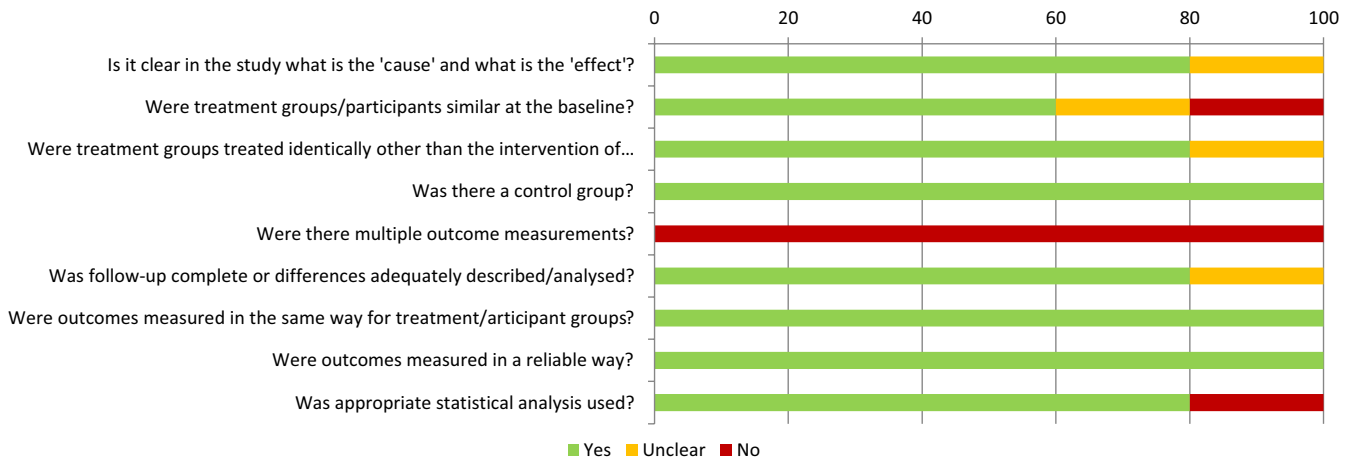 0 20 40 60 80 100
Is it clear in the study what is the 'cause' and what is the 'effect'?
Were treatment groups/participants similar at the baseline?
Were treatment groups treated identically other than the intervention of…
Was there a control group?
Were there multiple outcome measurements?
Was follow-up complete or differences adequately described/analysed?
Were outcomes measured in the same way for treatment/articipant groups?
Were outcomes measured in a reliable way?
Was appropriate statistical analysis used?
Yes Unclear No